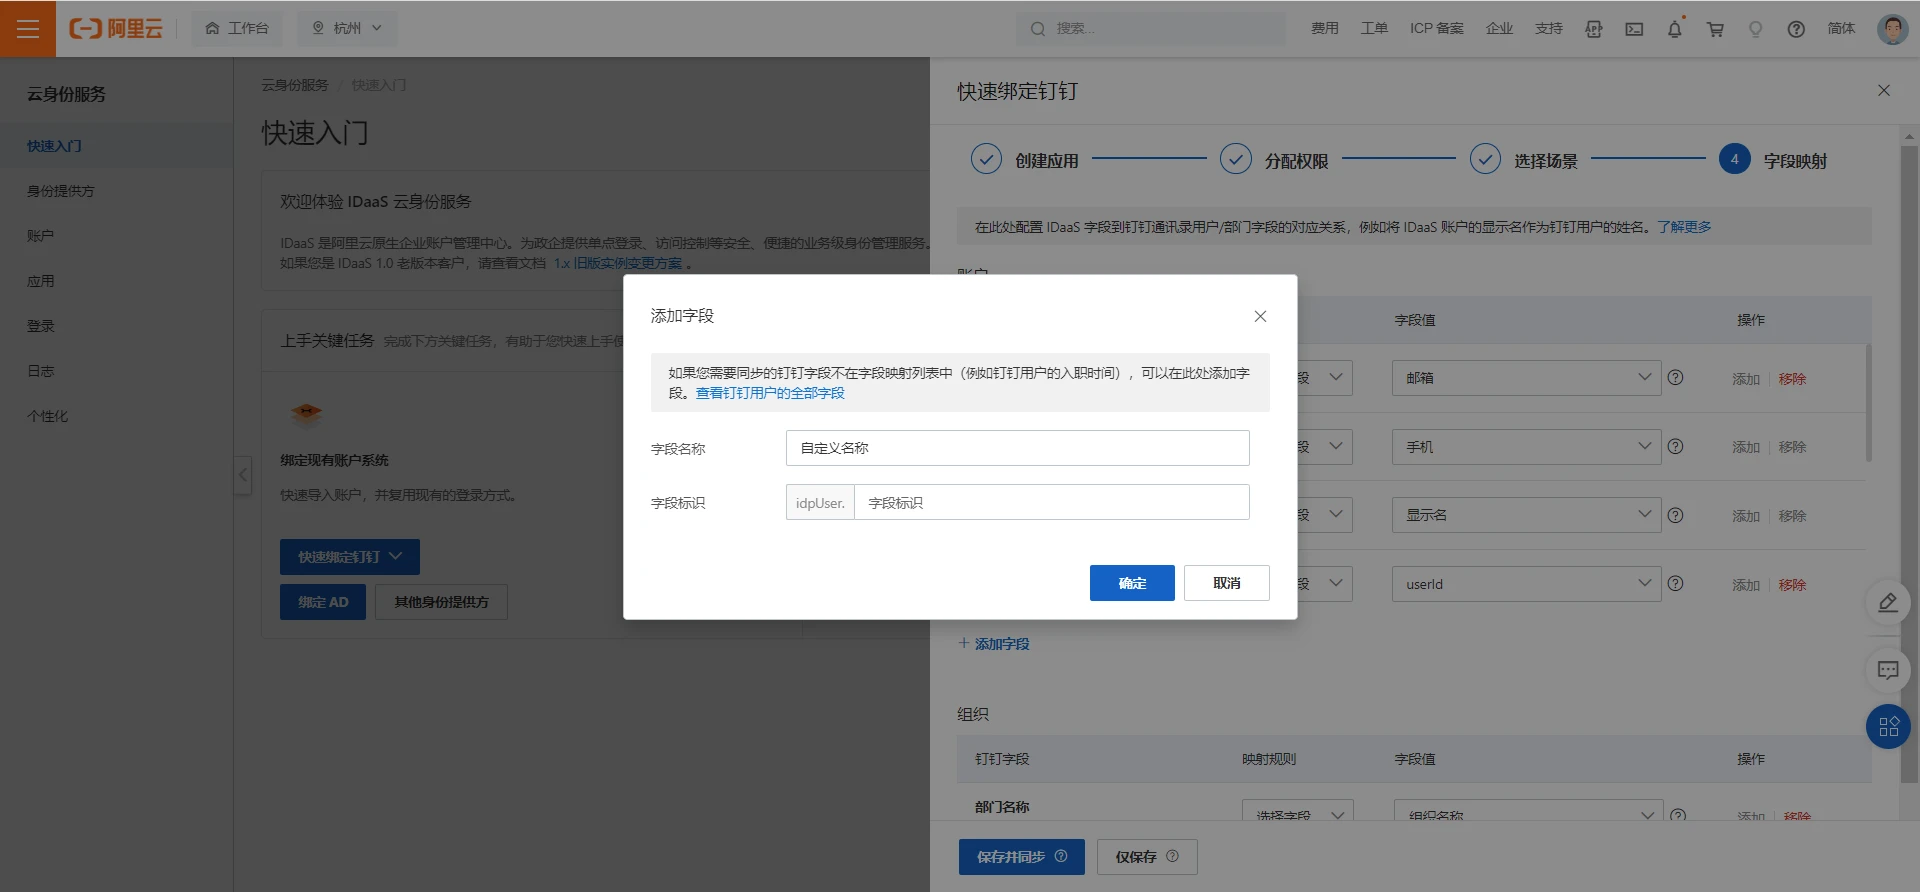 阿里云
工作台
杭州
搜索...
费用
工单
ICP 备案
企业
支持
简体
云身份服务
快速入门
身份提供方
账户
应用
登录
日志
个性化
云身份服务 / 快速入门
快速入门
欢迎体验 IDaaS 云身份服务
IDaaS 是阿里云原生企业账户管理中心。为政企提供单点登录、访问控制等安全、便捷的业务级身份管理服务。
如果您是 IDaaS 1.0 老版本客户，请查看文档 1.x 旧版实例变更方案 。
上手关键任务 完成下方关键任务，有助于您快速上手使
绑定现有账户系统
快速导入账户，并复用现有的登录方式。
快速绑定钉钉
绑定 AD
其他身份提供方
快速绑定钉钉
创建应用
分配权限
选择场景
4 字段映射
在此处配置 IDaaS 字段到钉钉通讯录用户/部门字段的对应关系，例如将 IDaaS 账户的显示名作为钉钉用户的姓名。了解更多
账户
字段值 操作
段 邮箱 添加 移除
段 手机 添加 移除
段 显示名 添加 移除
段 userId 添加 移除
+ 添加字段
组织
钉钉字段 映射规则 字段值 操作
部门名称 选择字段 组织名称 添加 移除
保存并同步
仅保存
添加字段
如果您需要同步的钉钉字段不在字段映射列表中（例如钉钉用户的入职时间），可以在此处添加字
段。查看钉钉用户的全部字段
字段名称 自定义名称
字段标识 idpUser. 字段标识
确定
取消